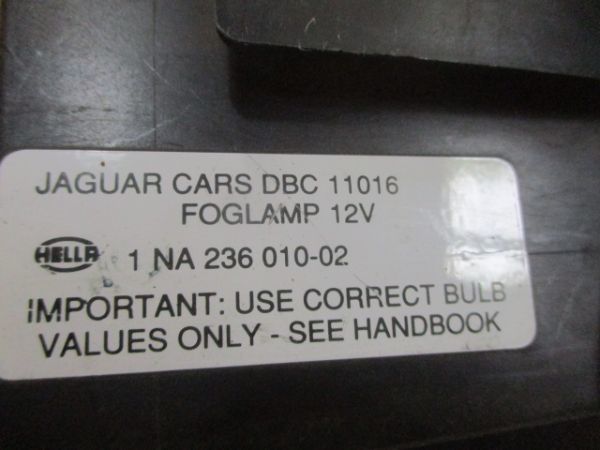 JAGUAR CARS DBC 11016
FOGLAMP 12V
HELLA 1 NA 236 010-02
IMPORTANT: USE CORRECT BULB
VALUES ONLY - SEE HANDBOOK